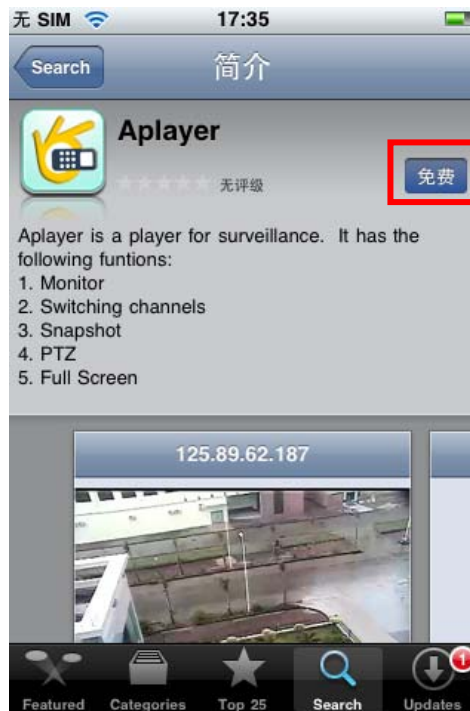 无 SIM 17:35
Search 简介
Aplayer
无评级 免费
Aplayer is a player for surveillance. It has the
following funtions:
1. Monitor
2. Switching channels
3. Snapshot
4. PTZ
5. Full Screen
125.89.62.187
1
Featured Categories Top 25 Search Updates